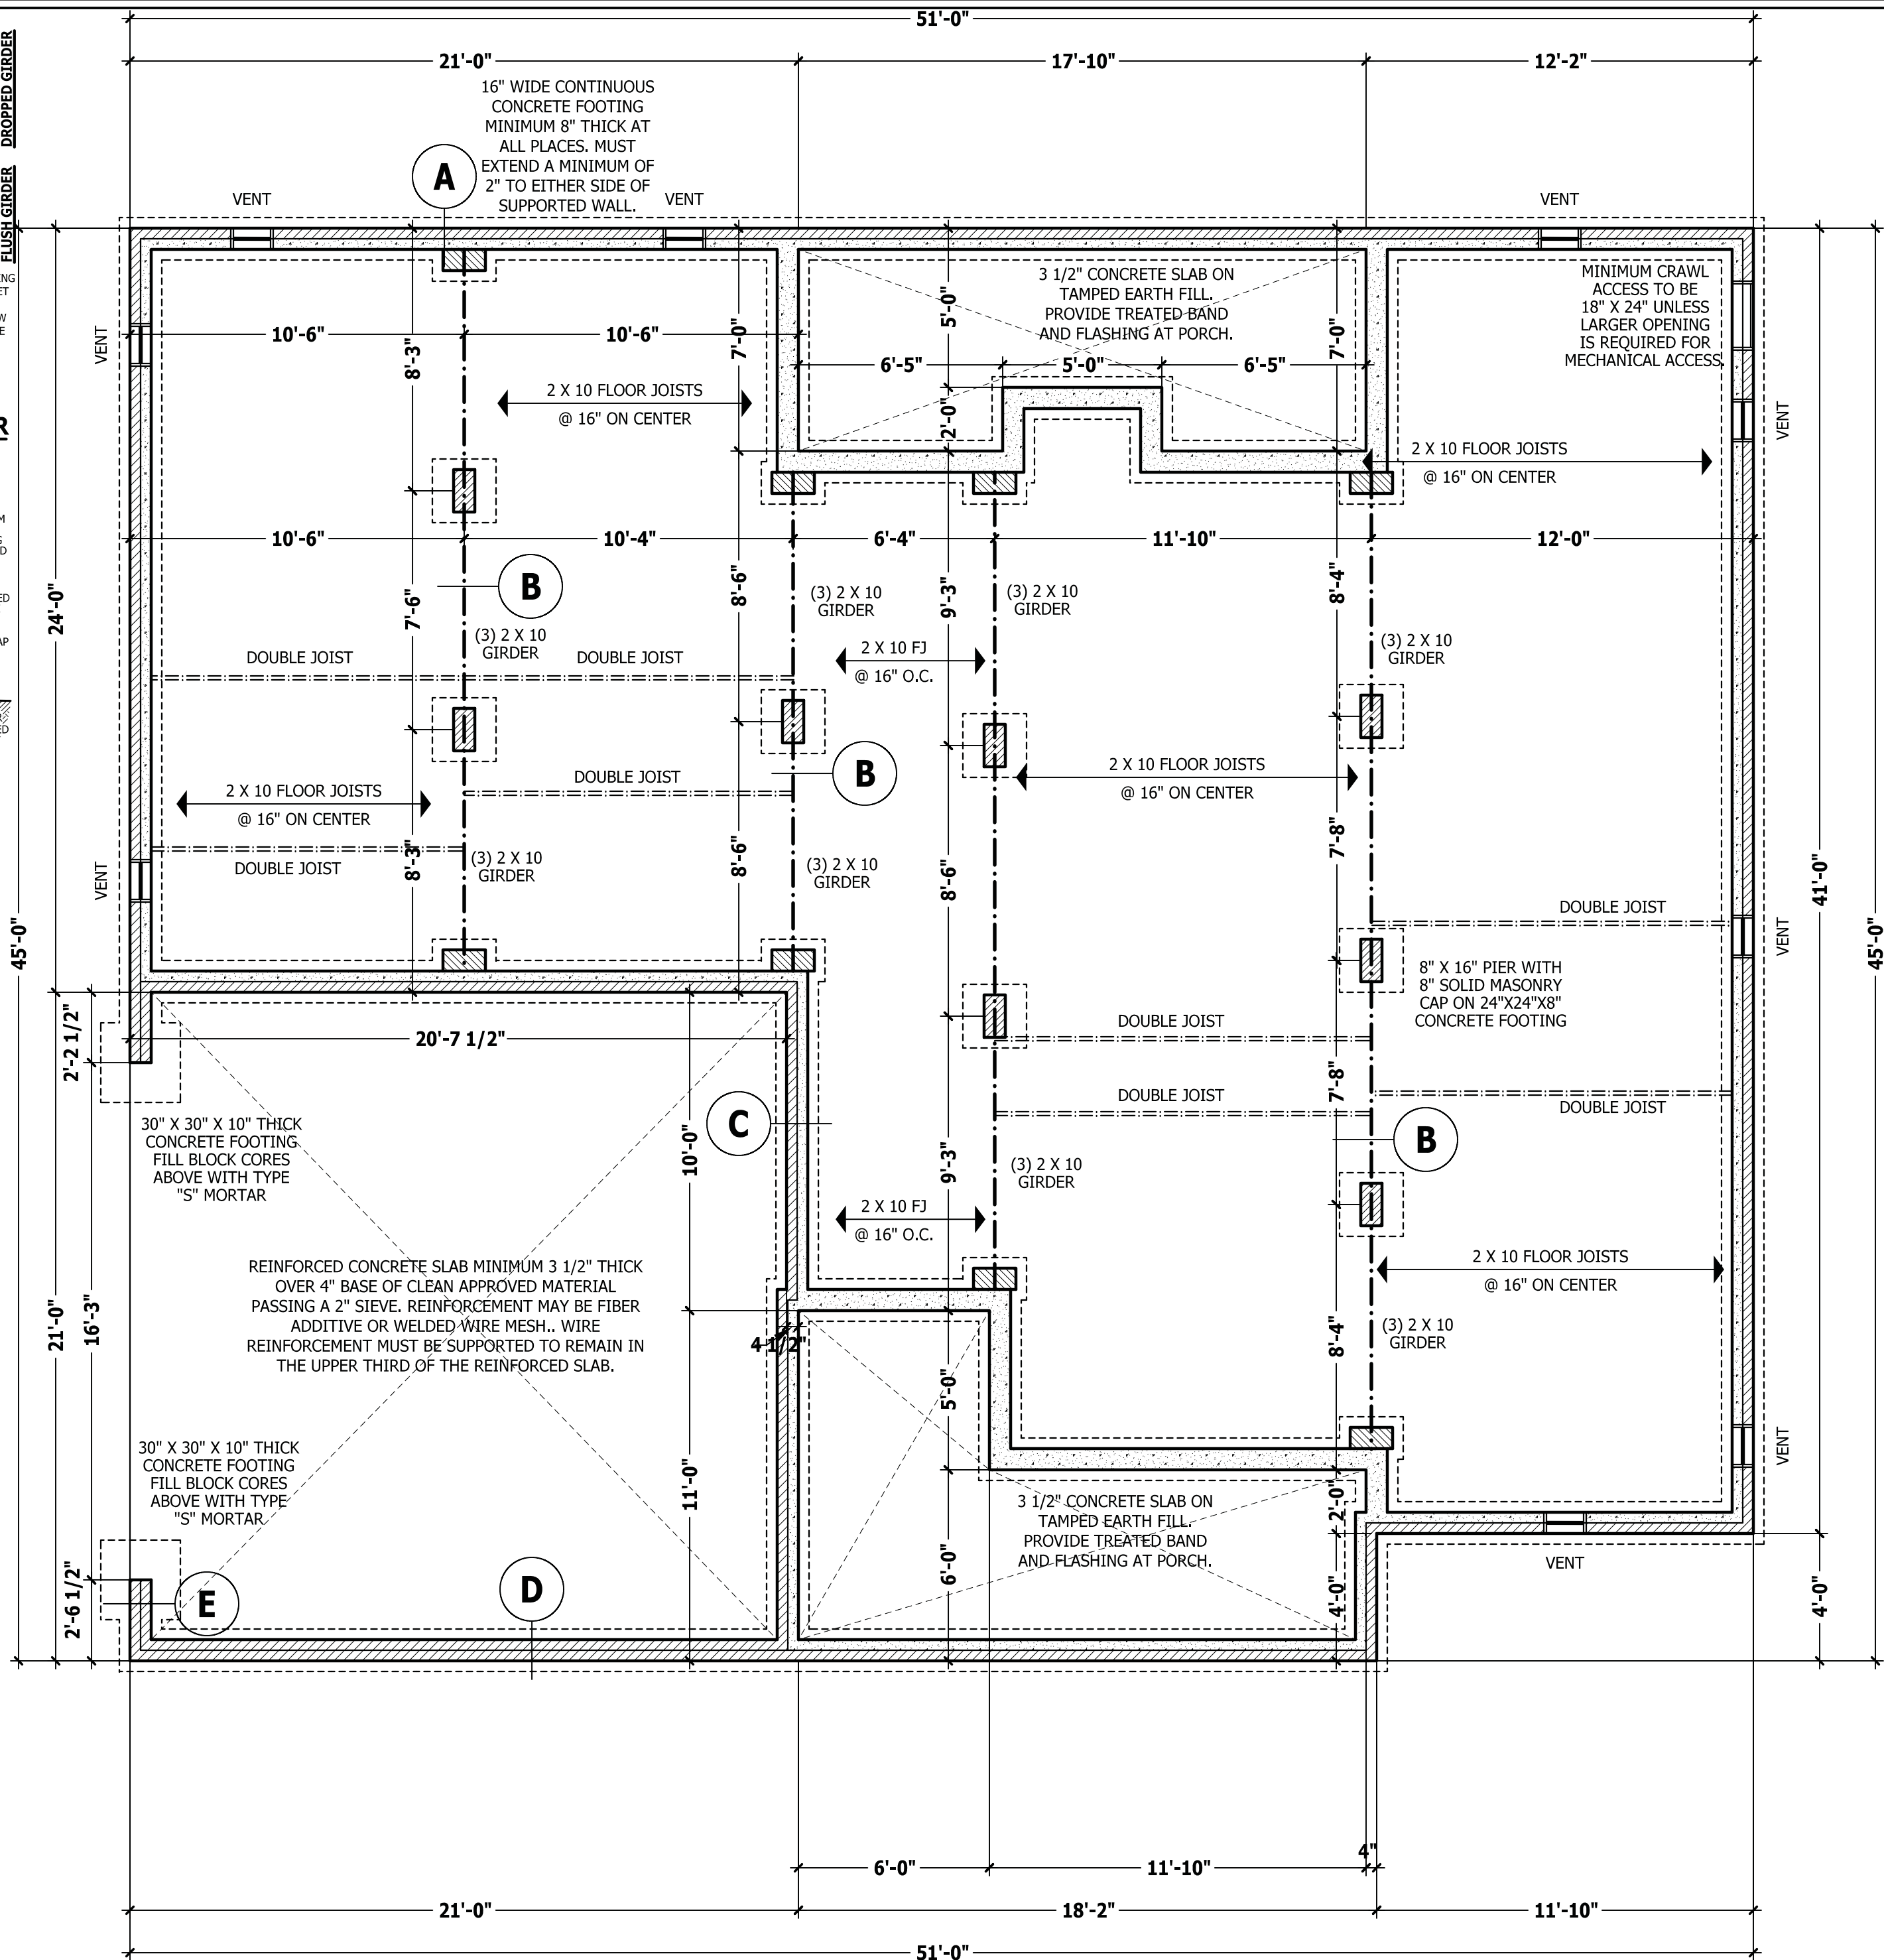 51'-0"
21'-0"
17'-10"
12'-2"
DROPPED GIRDER
FLUSH GIRDER
16" WIDE CONTINUOUS
CONCRETE FOOTING
MINIMUM 8" THICK AT
ALL PLACES. MUST
EXTEND A MINIMUM OF
2" TO EITHER SIDE OF
SUPPORTED WALL.
A
VENT
VENT
VENT
3 1/2" CONCRETE SLAB ON
TAMPED EARTH FILL.
PROVIDE TREATED BAND
AND FLASHING AT PORCH.
MINIMUM CRAWL
ACCESS TO BE
18" X 24" UNLESS
LARGER OPENING
IS REQUIRED FOR
MECHANICAL ACCESS.
VENT
10'-6"
10'-6"
8'-3"
7'-0"
5'-0"
7'-0"
6'-5"
5'-0"
6'-5"
2'-0"
2 X 10 FLOOR JOISTS
@ 16" ON CENTER
VENT
2 X 10 FLOOR JOISTS
@ 16" ON CENTER
10'-6"
10'-4"
6'-4"
11'-10"
12'-0"
24'-0"
7'-6"
B
8'-6"
9'-3"
8'-4"
(3) 2 X 10
GIRDER
(3) 2 X 10
GIRDER
(3) 2 X 10
GIRDER
(3) 2 X 10
GIRDER
DOUBLE JOIST
DOUBLE JOIST
2 X 10 FJ
@ 16" O.C.
B
2 X 10 FLOOR JOISTS
@ 16" ON CENTER
DOUBLE JOIST
2 X 10 FLOOR JOISTS
@ 16" ON CENTER
DOUBLE JOIST
VENT
8'-3"
(3) 2 X 10
GIRDER
8'-6"
(3) 2 X 10
GIRDER
8'-6"
7'-8"
41'-0"
45'-0"
45'-0"
DOUBLE JOIST
VENT
8" X 16" PIER WITH
8" SOLID MASONRY
CAP ON 24"X24"X8"
CONCRETE FOOTING
2'-2 1/2"
20'-7 1/2"
DOUBLE JOIST
DOUBLE JOIST
7'-8"
DOUBLE JOIST
30" X 30" X 10" THICK
CONCRETE FOOTING
FILL BLOCK CORES
ABOVE WITH TYPE
"S" MORTAR
C
10'-0"
9'-3"
(3) 2 X 10
GIRDER
B
2 X 10 FJ
@ 16" O.C.
2 X 10 FLOOR JOISTS
@ 16" ON CENTER
REINFORCED CONCRETE SLAB MINIMUM 3 1/2" THICK
OVER 4" BASE OF CLEAN APPROVED MATERIAL
PASSING A 2" SIEVE. REINFORCEMENT MAY BE FIBER
ADDITIVE OR WELDED WIRE MESH.. WIRE
REINFORCEMENT MUST BE SUPPORTED TO REMAIN IN
THE UPPER THIRD OF THE REINFORCED SLAB.
21'-0"
16'-3"
4 1/2"
8'-4"
(3) 2 X 10
GIRDER
5'-0"
30" X 30" X 10" THICK
CONCRETE FOOTING
FILL BLOCK CORES
ABOVE WITH TYPE
"S" MORTAR
11'-0"
VENT
3 1/2" CONCRETE SLAB ON
TAMPED EARTH FILL.
PROVIDE TREATED BAND
AND FLASHING AT PORCH.
2'-0"
VENT
2'-6 1/2"
E
D
6'-0"
4'-0"
4'-0"
4"
6'-0"
11'-10"
21'-0"
18'-2"
11'-10"
51'-0"